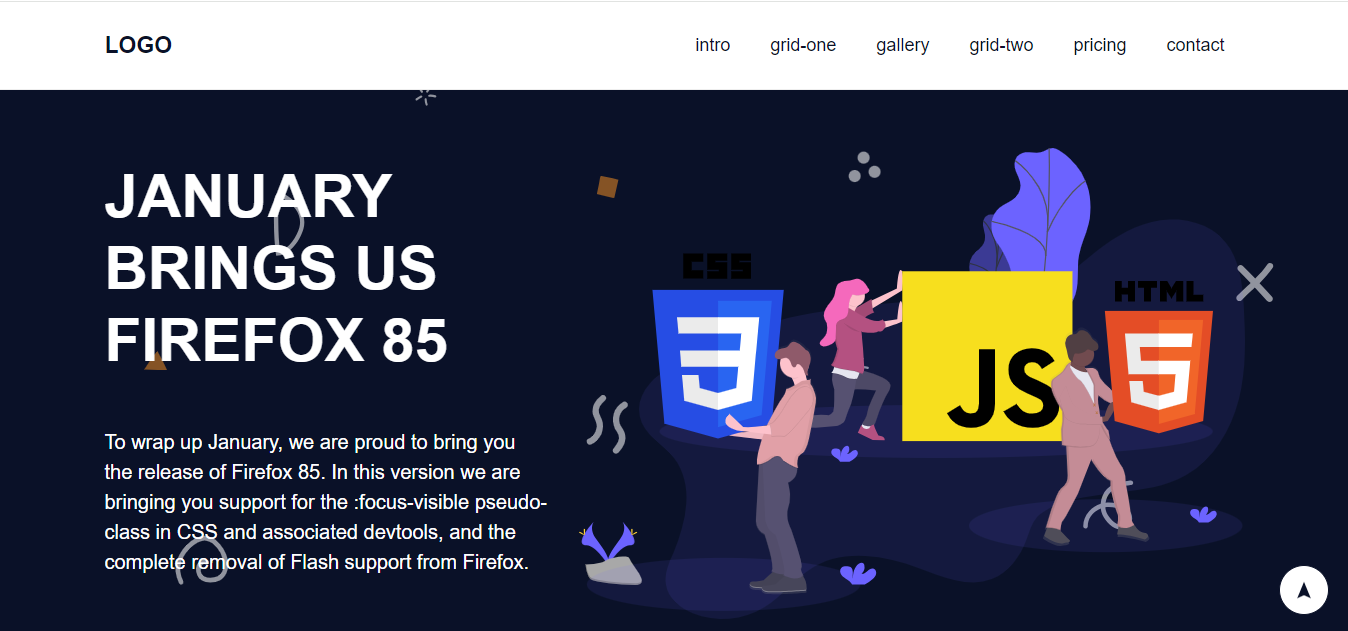 LOGO
intro grid-one gallery grid-two pricing contact
JANUARY
BRINGS US
FIREFOX 85
To wrap up January, we are proud to bring you
the release of Firefox 85. In this version we are
bringing you support for the :focus-visible pseudo-
class in CSS and associated devtools, and the
complete removal of Flash support from Firefox.
CSS
JS
HTML